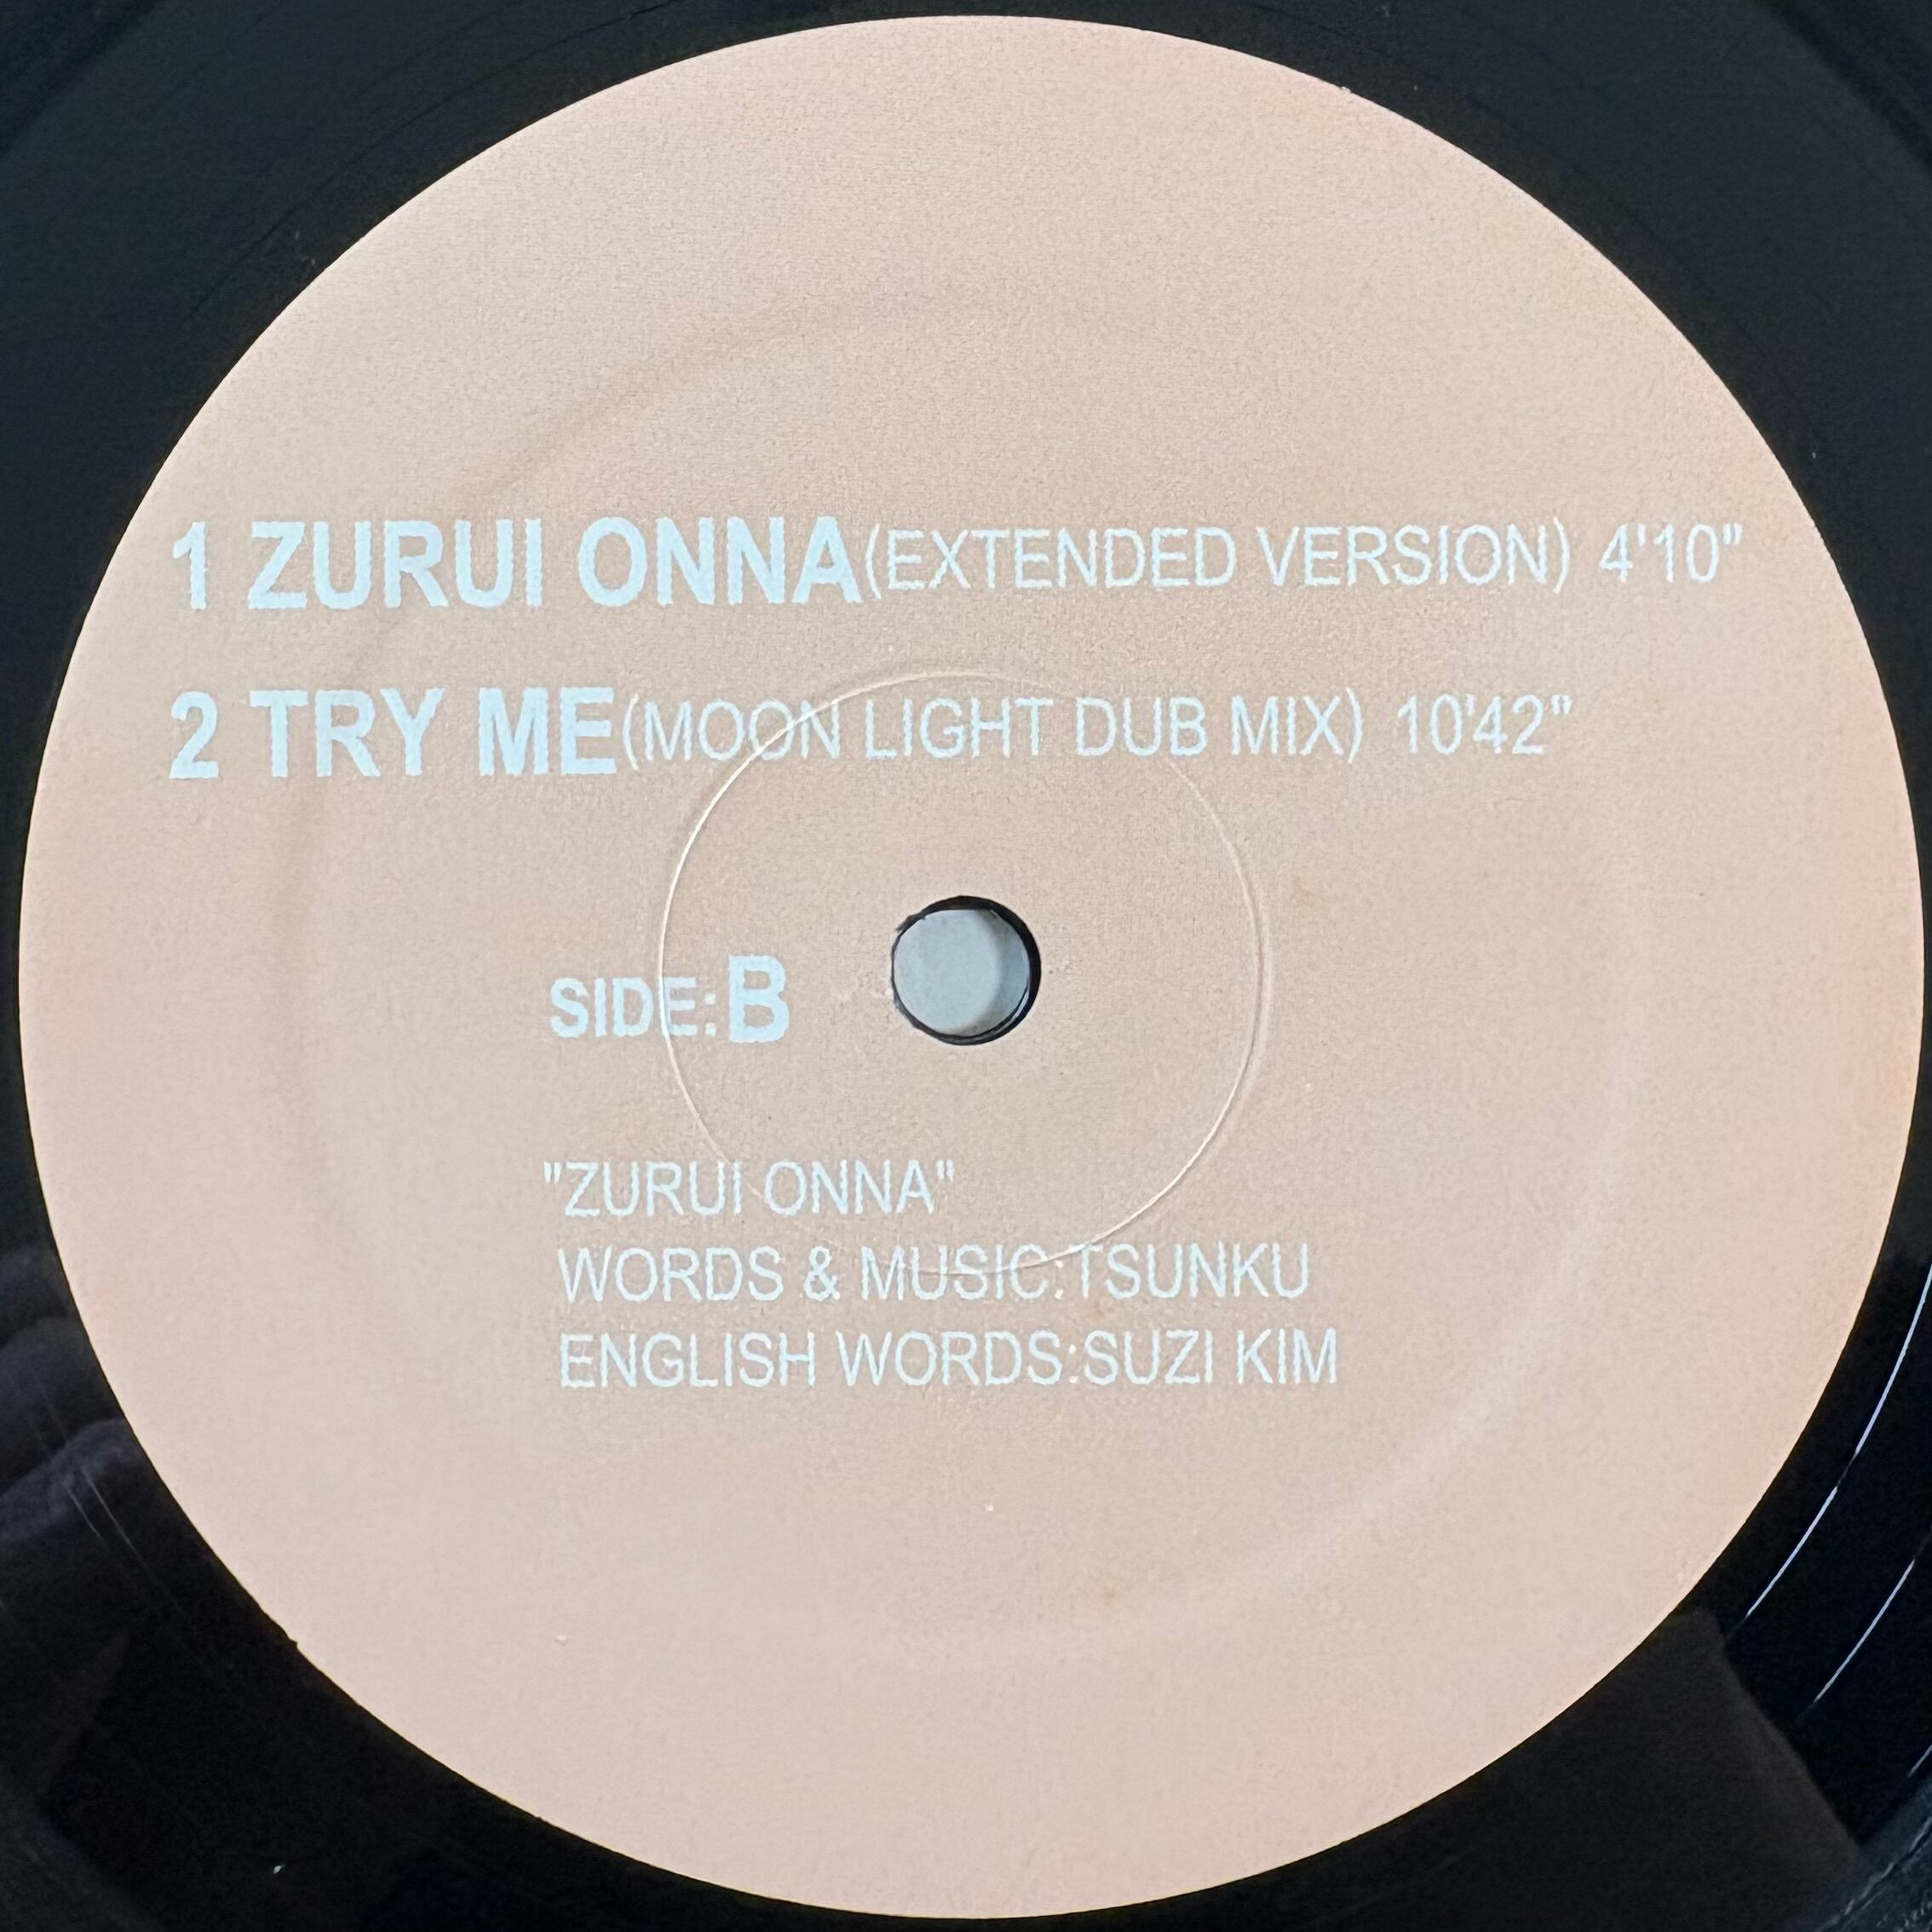 1 ZURUI ONNA(EXTENDED VERSION) 4'10"
2 TRY ME(MOON LIGHT DUB MIX) 10'42"
SIDE:B
"ZURUI ONNA"
WORDS & MUSIC:TSUNKU
ENGLISH WORDS:SUZI KIM